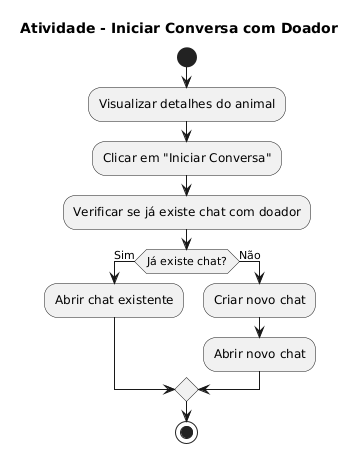 Atividade - Iniciar Conversa com Doador
Visualizar detalhes do animal
Clicar em "Iniciar Conversa"
Verificar se já existe chat com doador
Já existe chat?
Sim
Não
Abrir chat existente
Criar novo chat
Abrir novo chat